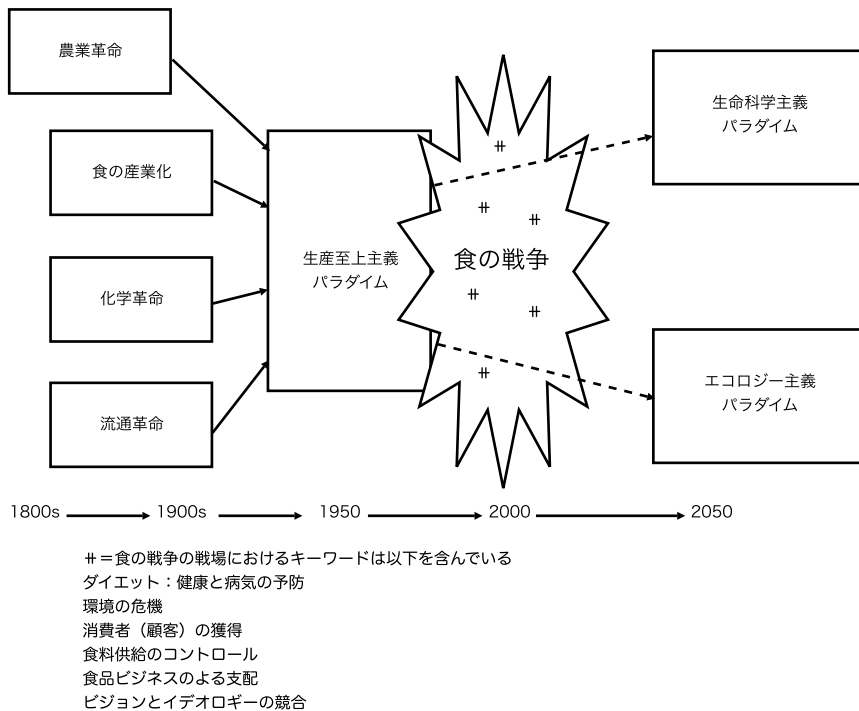 農業革命
食の産業化
化学革命
流通革命
生産至上主義
パラダイム
食の戦争
生命科学主義
パラダイム
エコロジー主義
パラダイム
1800s 1900s 1950 2000 2050
⧺＝食の戦争の戦場におけるキーワードは以下を含んでいる
ダイエット：健康と病気の予防
環境の危機
消費者（顧客）の獲得
食料供給のコントロール
食品ビジネスのよる支配
ビジョンとイデオロギーの競合